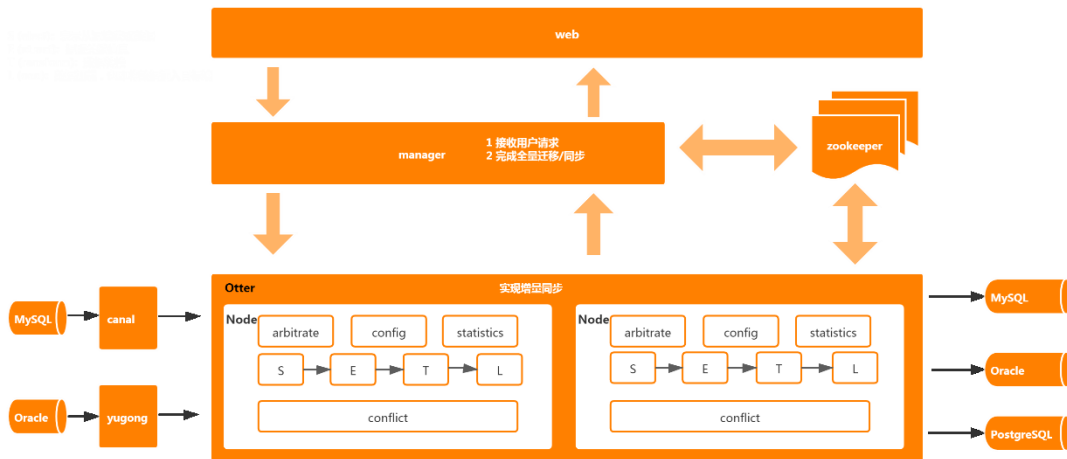 web
manager
1 接收用户请求
2 完成全量迁移/同步
zookeeper
Otter
实现增量同步
MySQL
canal
Oracle
yugong
Node
arbitrate
config
statistics
S
E
T
L
conflict
Node
arbitrate
config
statistics
S
E
T
L
conflict
MySQL
Oracle
PostgreSQL